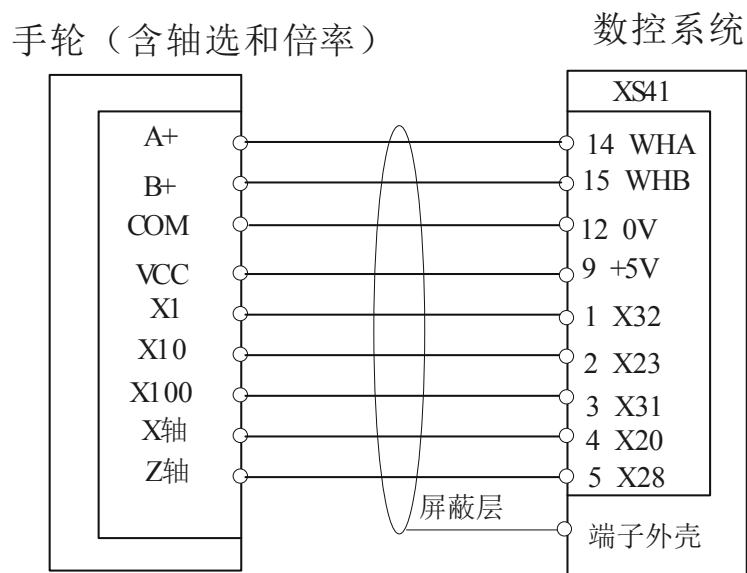 手轮（含轴选和倍率）
数控系统
XS41
A+
14 WHA
B+
15 WHB
COM
12 0V
VCC
9 +5V
X1
1 X32
X10
2 X23
X100
3 X31
X轴
4 X20
Z轴
5 X28
屏蔽层
端子外壳